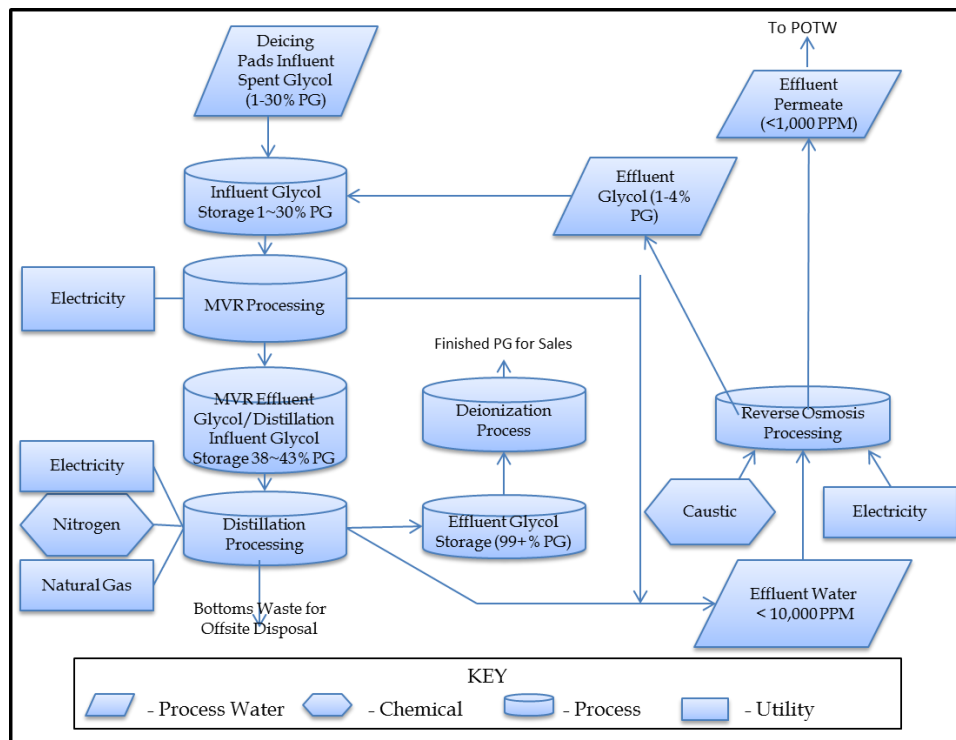 Deicing
Pads Influent
Spent Glycol
(1-30% PG)
To POTW
Effluent
Permeate
(<1,000 PPM)
Influent Glycol
Storage 1~30% PG
Effluent
Glycol (1-4%
PG)
Electricity
MVR Processing
Finished PG for Sales
MVR Effluent
Glycol/Distillation
Influent Glycol
Storage 38~43% PG
Deionization
Process
Reverse Osmosis
Processing
Electricity
Nitrogen
Natural Gas
Distillation
Processing
Effluent Glycol
Storage (99+% PG)
Caustic
Electricity
Effluent Water
< 10,000 PPM
Bottoms Waste for
Offsite Disposal
KEY
- Process Water
- Chemical
- Process
- Utility